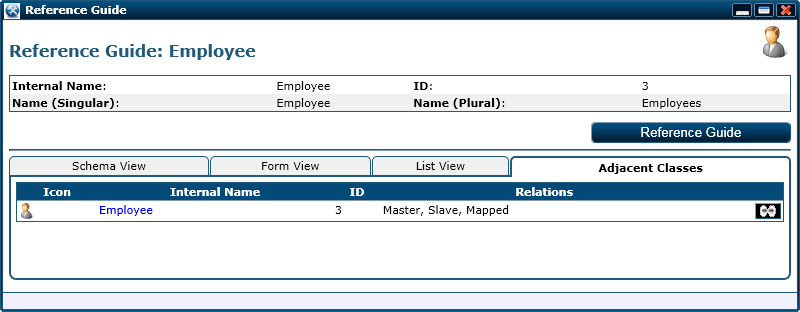 Reference Guide
Reference Guide: Employee
Internal Name: Employee ID: 3
Name (Singular): Employee Name (Plural): Employees
Reference Guide
Schema View Form View List View Adjacent Classes
Icon Internal Name ID Relations
Employee 3 Master, Slave, Mapped